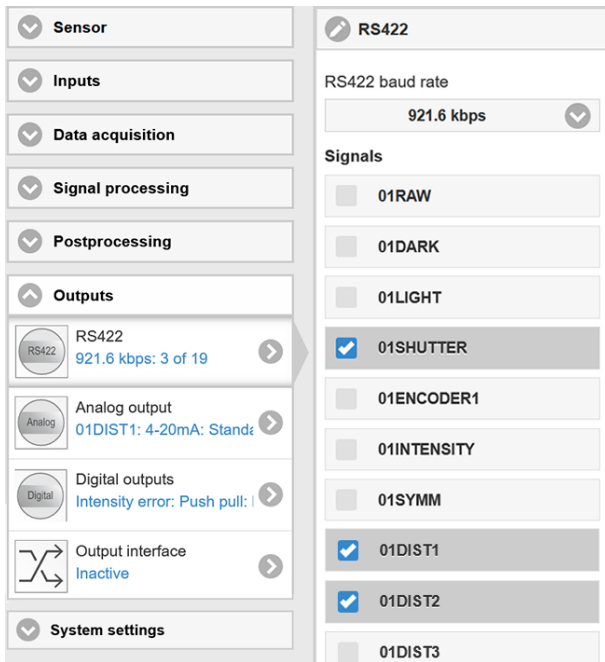 Sensor
Inputs
Data acquisition
Signal processing
Postprocessing
Outputs
RS422
RS422
921.6 kbps: 3 of 19
Analog
Analog output
01DIST1: 4-20mA: Standa
Digital
Digital outputs
Intensity error: Push pull:
Output interface
Inactive
System settings
RS422
RS422 baud rate
921.6 kbps
Signals
01RAW
01DARK
01LIGHT
01SHUTTER
01ENCODER1
01INTENSITY
01SYMM
01DIST1
01DIST2
01DIST3